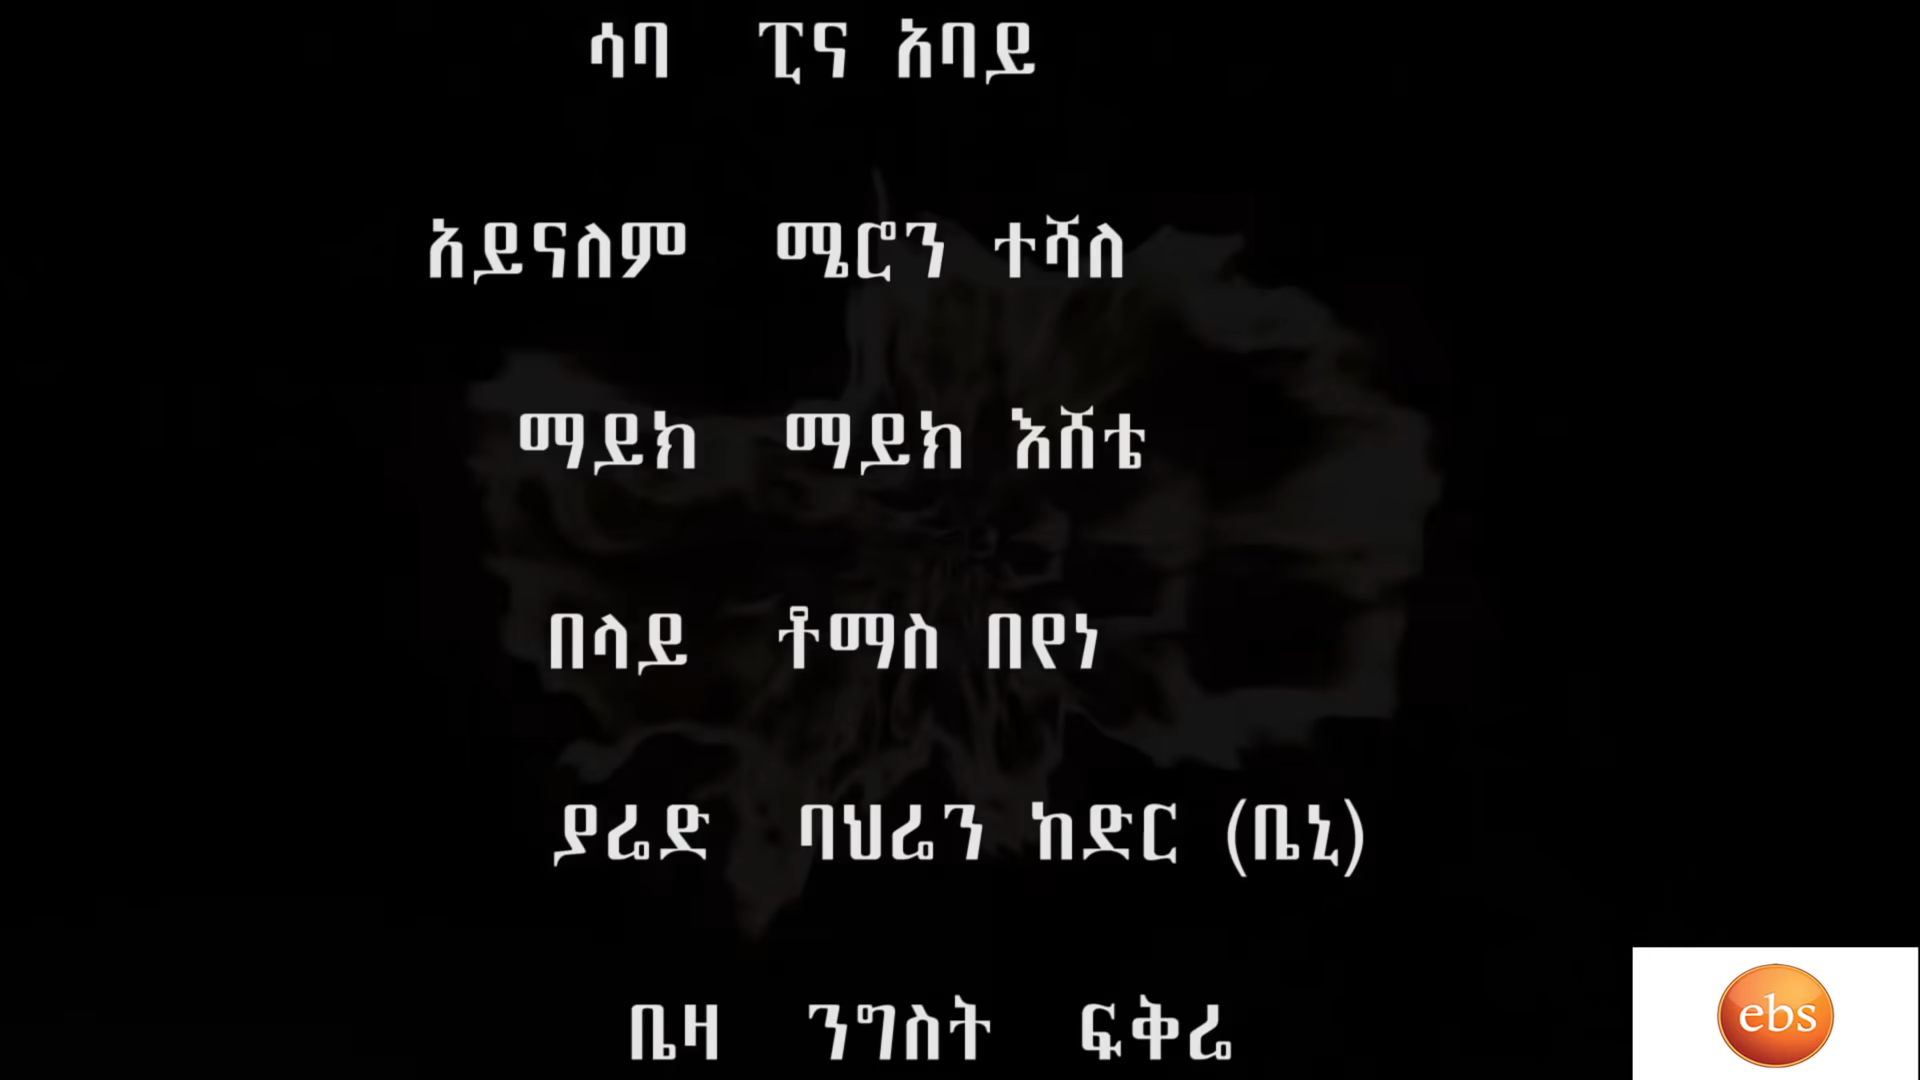 ሳባ ፒና አባይ
አይናለም ሜሮን ተሻለ
ማይክ ማይክ እሸቴ
በላይ ቶማስ በየነ
ያሬድ ባህሬን ከድር (ቤኒ)
ቤዛ ንግስት ፍቅሬ
ebs